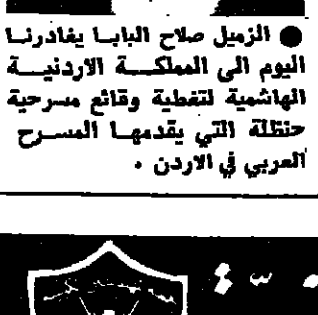 ● الزميل صلاح البابا يغادرنا
اليوم الى المملكة الاردنية
الهاشمية لتغطية وقائع مسرحية
حنظلة التي يقدمها المسرح
العربي في الاردن .